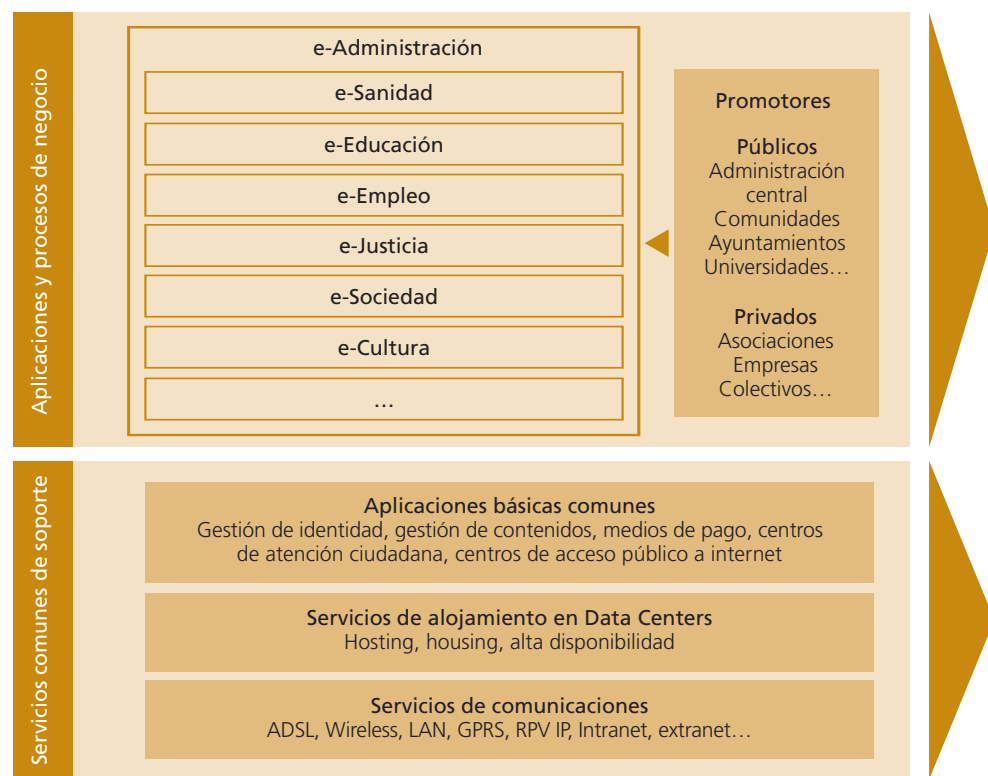 Aplicaciones y procesos de negocio
e-Administración
e-Sanidad
e-Educación
e-Empleo
e-Justicia
e-Sociedad
e-Cultura
…
Promotores
Públicos
Administración
central
Comunidades
Ayuntamientos
Universidades…
Privados
Asociaciones
Empresas
Colectivos…
Servicios comunes de soporte
Aplicaciones básicas comunes
Gestión de identidad, gestión de contenidos, medios de pago, centros
de atención ciudadana, centros de acceso público a internet
Servicios de alojamiento en Data Centers
Hosting, housing, alta disponibilidad
Servicios de comunicaciones
ADSL, Wireless, LAN, GPRS, RPV IP, Intranet, extranet…